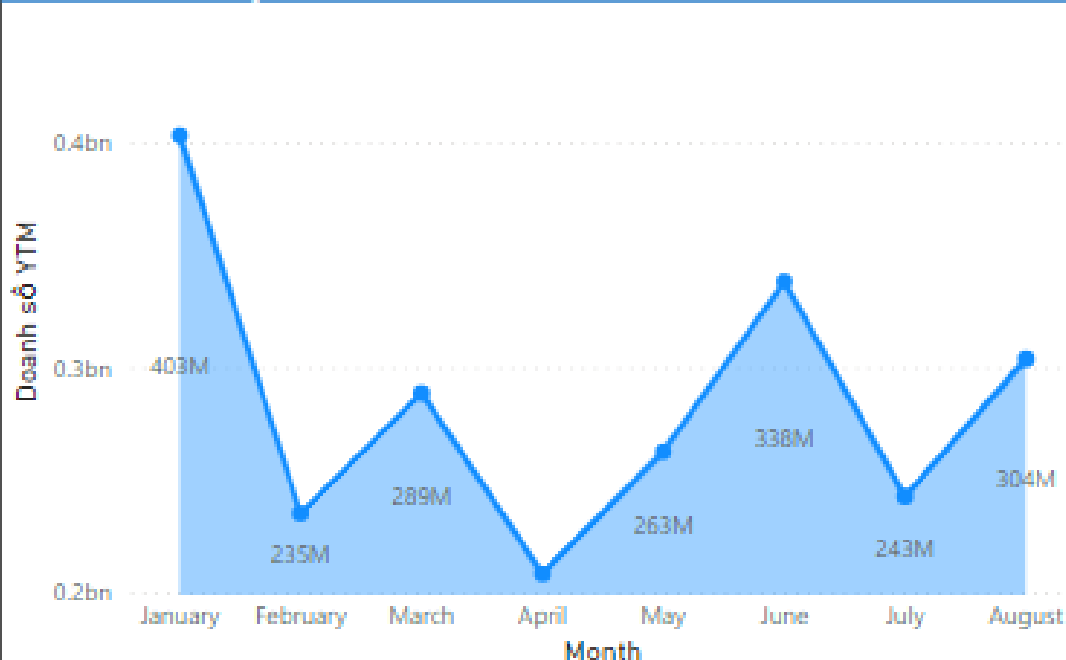 0.4bn
0.3bn
0.2bn
Doanh số YTM
403M
235M
289M
263M
338M
243M
304M
January February March April May June July August
Month